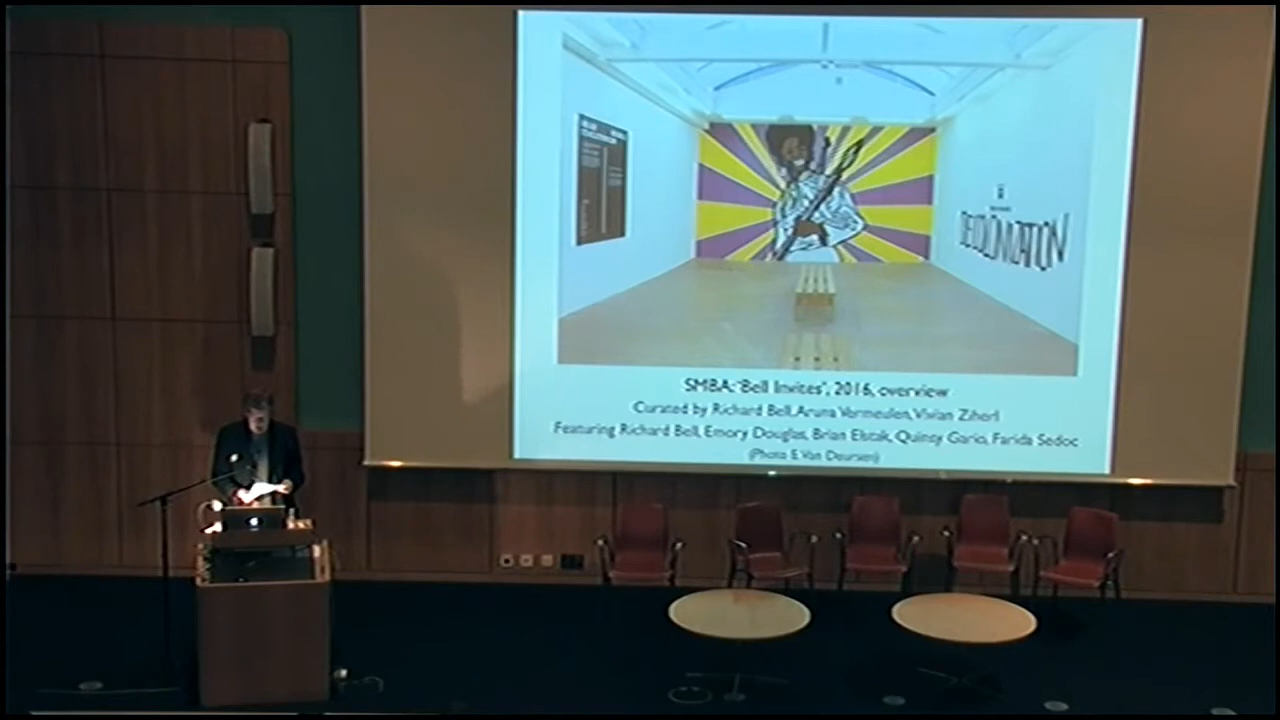 DECOLONIZATION
SMBA: 'Bell Invites', 2016, overview
Curated by Richard Bell, Aruna Vermeulen, Vivian Ziherl
Featuring Richard Bell, Emory Douglas, Brian Elstak, Quinsy Gario, Farida Sedoc
(Photo E. Van Deursen)